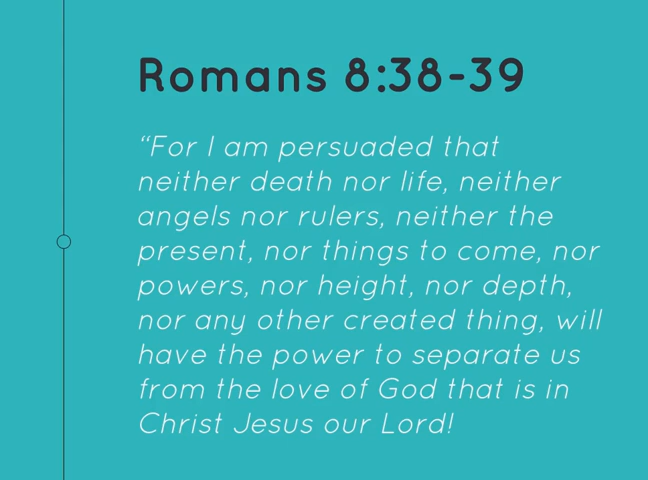 Romans 8:38-39
“For I am persuaded that
neither death nor life, neither
angels nor rulers, neither the
present, nor things to come, nor
powers, nor height, nor depth,
nor any other created thing, will
have the power to separate us
from the love of God that is in
Christ Jesus our Lord!